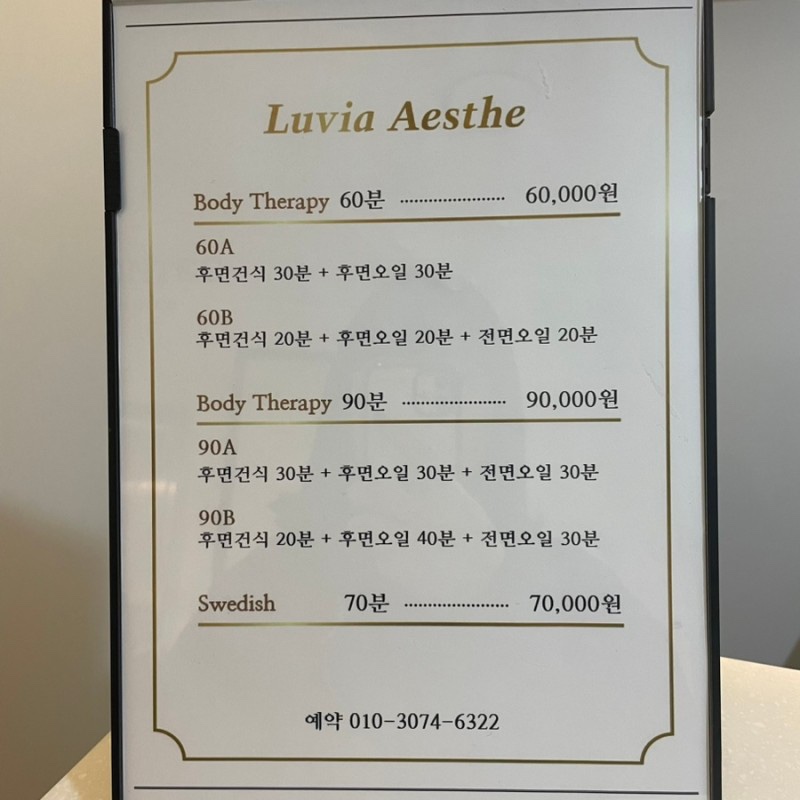 Luvia Aesthe
Body Therapy 60분 ...................... 60,000원
60A
후면건식 30분 + 후면오일 30분
60B
후면건식 20분 + 후면오일 20분 + 전면오일 20분
Body Therapy 90분 ...................... 90,000원
90A
후면건식 30분 + 후면오일 30분 + 전면오일 30분
90B
후면건식 20분 + 후면오일 40분 + 전면오일 30분
Swedish 70분 ...................... 70,000원
예약 010-3074-6322